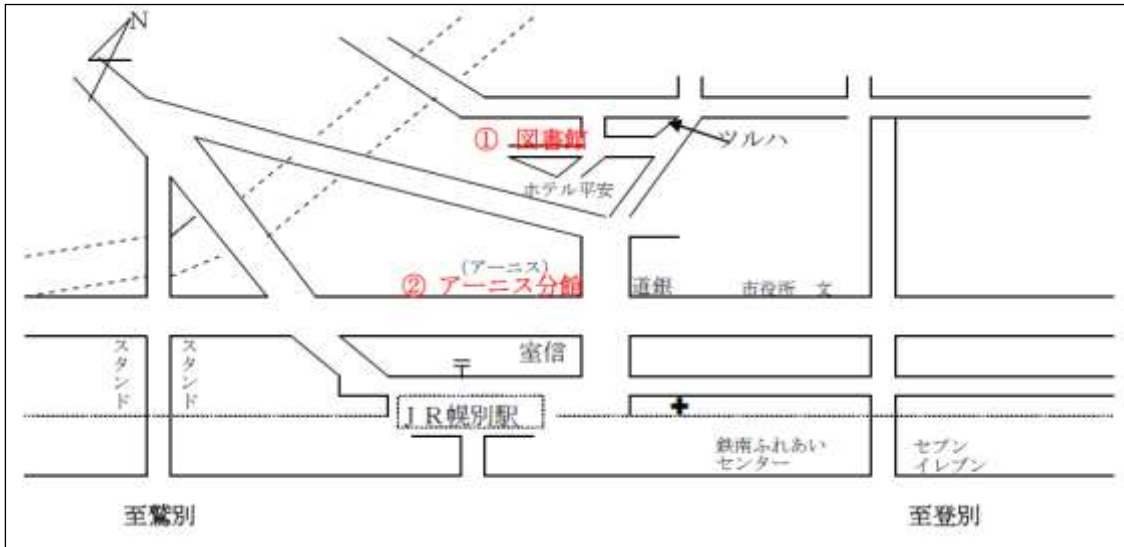 N
① 図書館
ツルハ
ホテル平安
(アーニス)
② アーニス分館
道銀
市役所 文
スタンド
スタンド
室信
〒
JR幌別駅
鉄南ふれあい
センター
セブン
イレブン
至鷲別
至登別